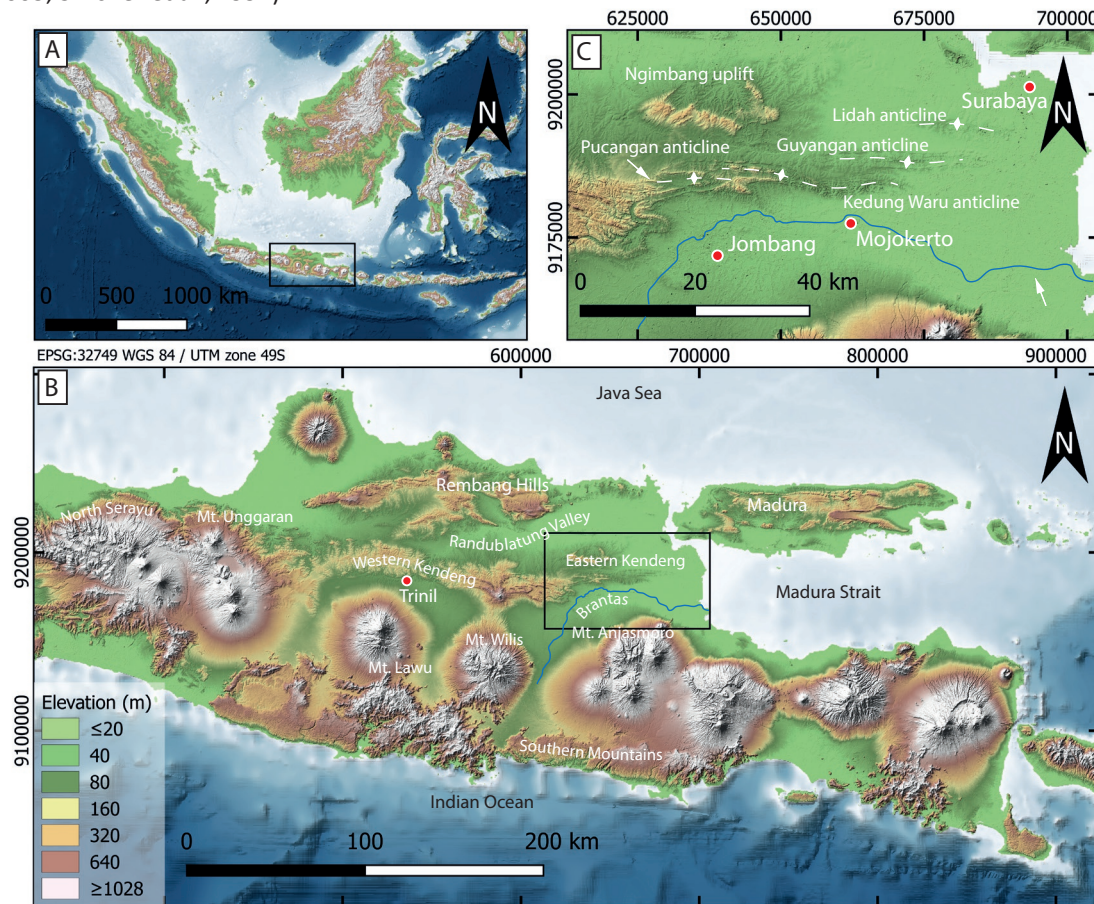 625000 650000 675000 700000
A
N
0 500 1000 km
C
9200000
9175000
Ngimbang uplift
N
Surabaya
Lidah anticline
Guyangan anticline
Pucangan anticline
Kedung Waru anticline
Mojokerto
Jombang
0 20 40 km
EPSG:32749 WGS 84 / UTM zone 49S
600000 700000 800000 900000
B
Java Sea
N
9200000
9100000
Rembang Hills
Madura
North Serayu
Mt. Unggaran
Randublatung Valley
Western Kendeng
Eastern Kendeng
Trinil
Brantas
Madura Strait
Mt. Anjasmoro
Mt. Wilis
Mt. Lawu
Southern Mountains
Indian Ocean
Elevation (m)
≤20
40
80
160
320
640
≥1028
0 100 200 km